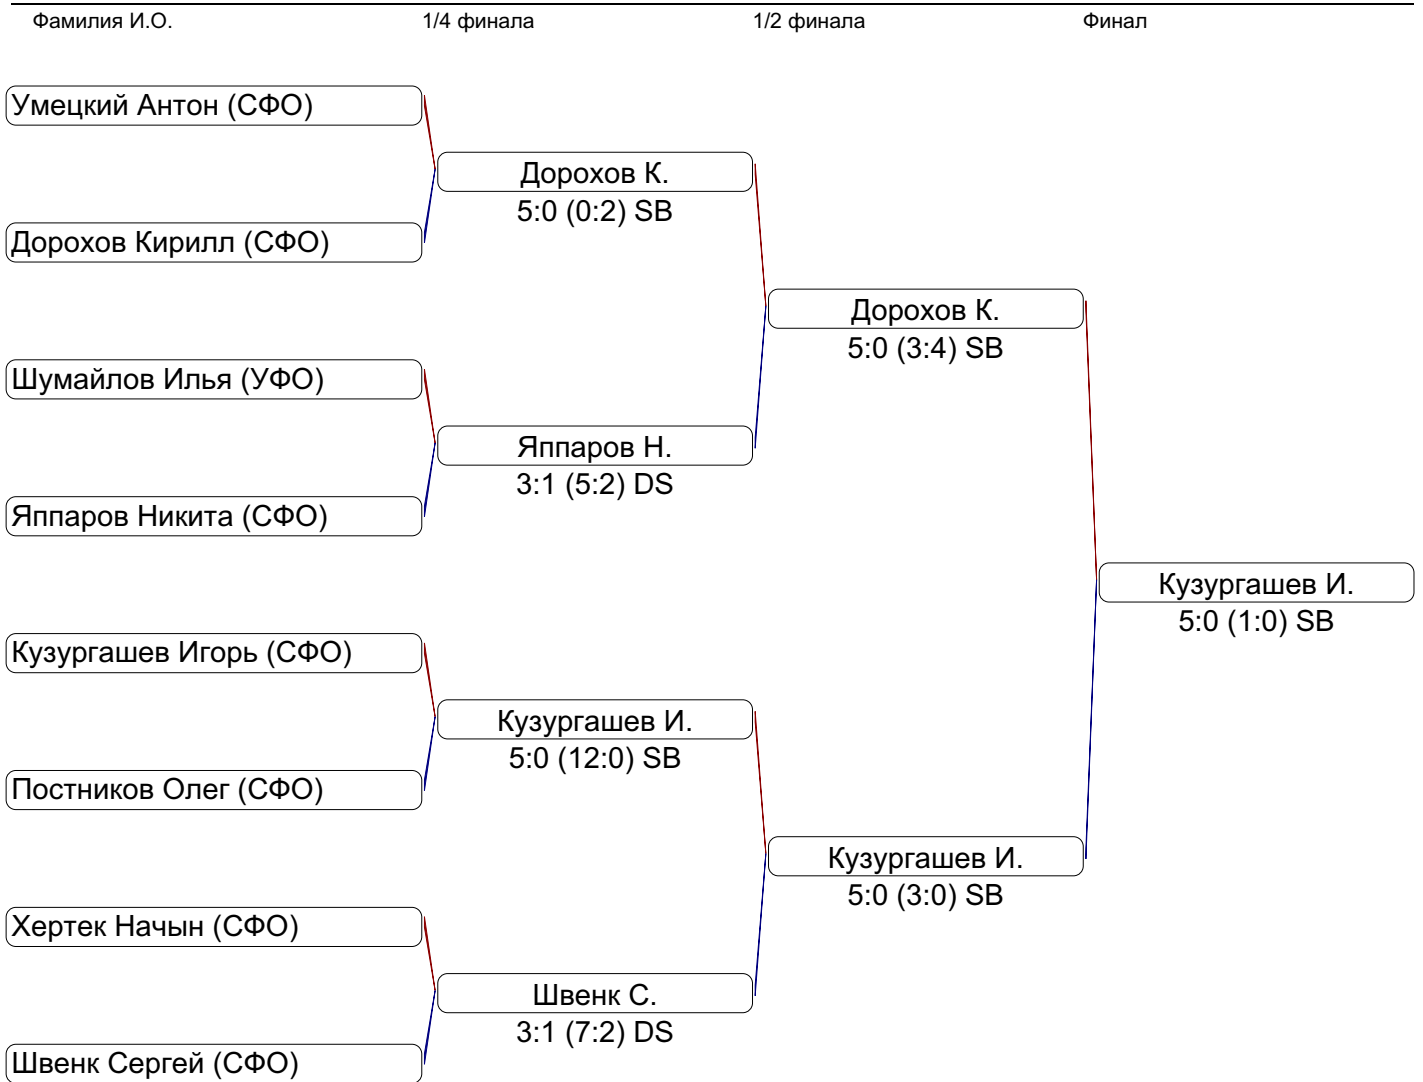 Фамилия И.О. 1/4 финала 1/2 финала Финал
Умецкий Антон (СФО)
Дорохов К.
5:0 (0:2) SB
Дорохов Кирилл (СФО)
Дорохов К.
5:0 (3:4) SB
Шумайлов Илья (УФО)
Яппаров Н.
3:1 (5:2) DS
Яппаров Никита (СФО)
Кузургашев И.
5:0 (1:0) SB
Кузургашев Игорь (СФО)
Кузургашев И.
5:0 (12:0) SB
Постников Олег (СФО)
Кузургашев И.
5:0 (3:0) SB
Хертек Начын (СФО)
Швенк С.
3:1 (7:2) DS
Швенк Сергей (СФО)